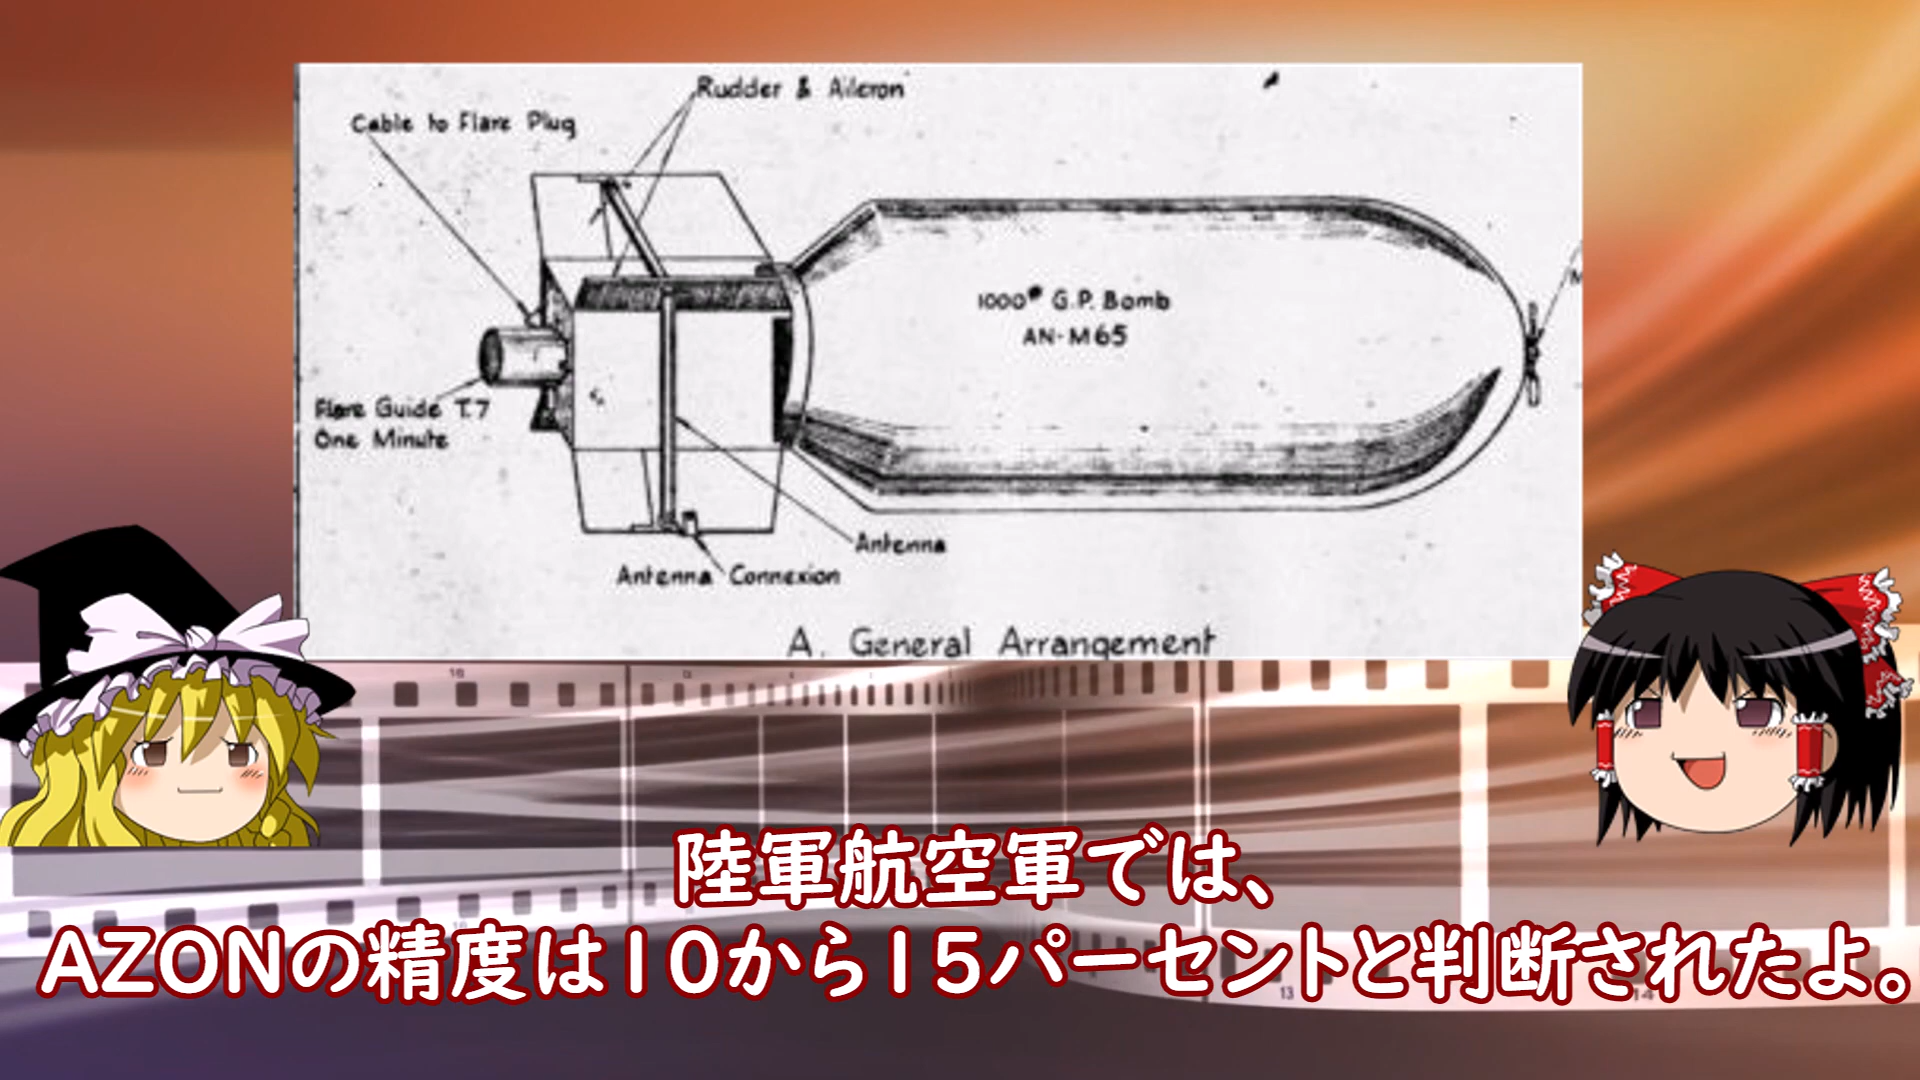 Rudder & Aileron
Cable to Flare Plug
1000# G.P. Bomb
AN-M65
Flare Guide T.7
One Minute
Antenna
Antenna Connexion
A. General Arrangement
陸軍航空軍では、
AZONの精度は10から15パーセントと判断されたよ。
13
14